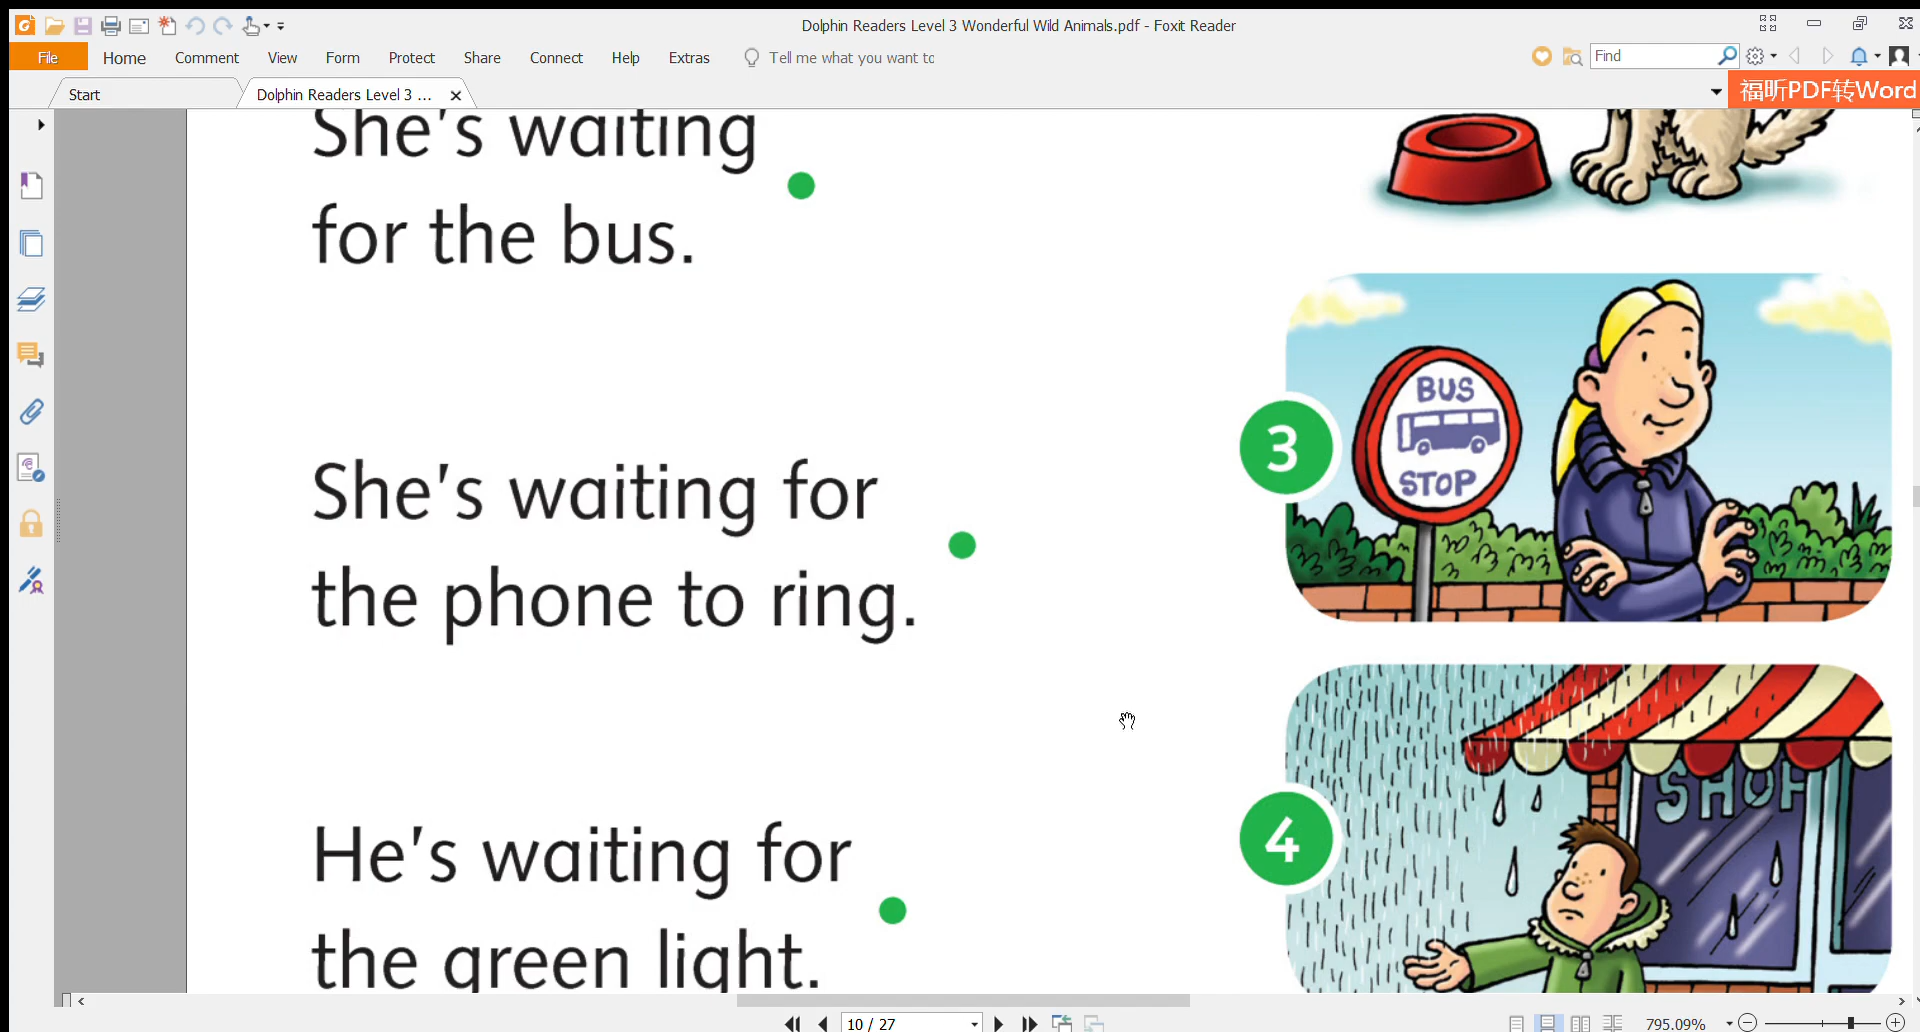 Dolphin Readers Level 3 Wonderful Wild Animals.pdf - Foxit Reader
File Home Comment View Form Protect Share Connect Help Extras Tell me what you want to Find
Start Dolphin Readers Level 3 ... 福昕PDF转Word
She's waiting
for the bus.
BUS
STOP
3
She's waiting for
the phone to ring.
SHOP
4
He's waiting for
the green light.
10 / 27 795.09%